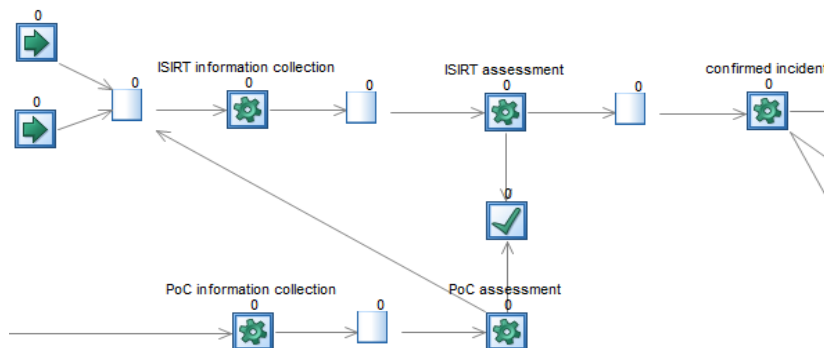 0
0
0
ISIRT information collection
0
0
ISIRT assessment
0
0
confirmed incident
0
0
PoC information collection
0
0
PoC assessment
0